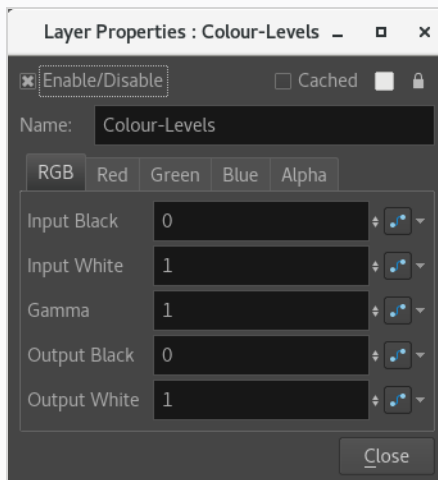 Layer Properties : Colour-Levels
Enable/Disable Cached
Name: Colour-Levels
RGB Red Green Blue Alpha
Input Black 0
Input White 1
Gamma 1
Output Black 0
Output White 1
Close